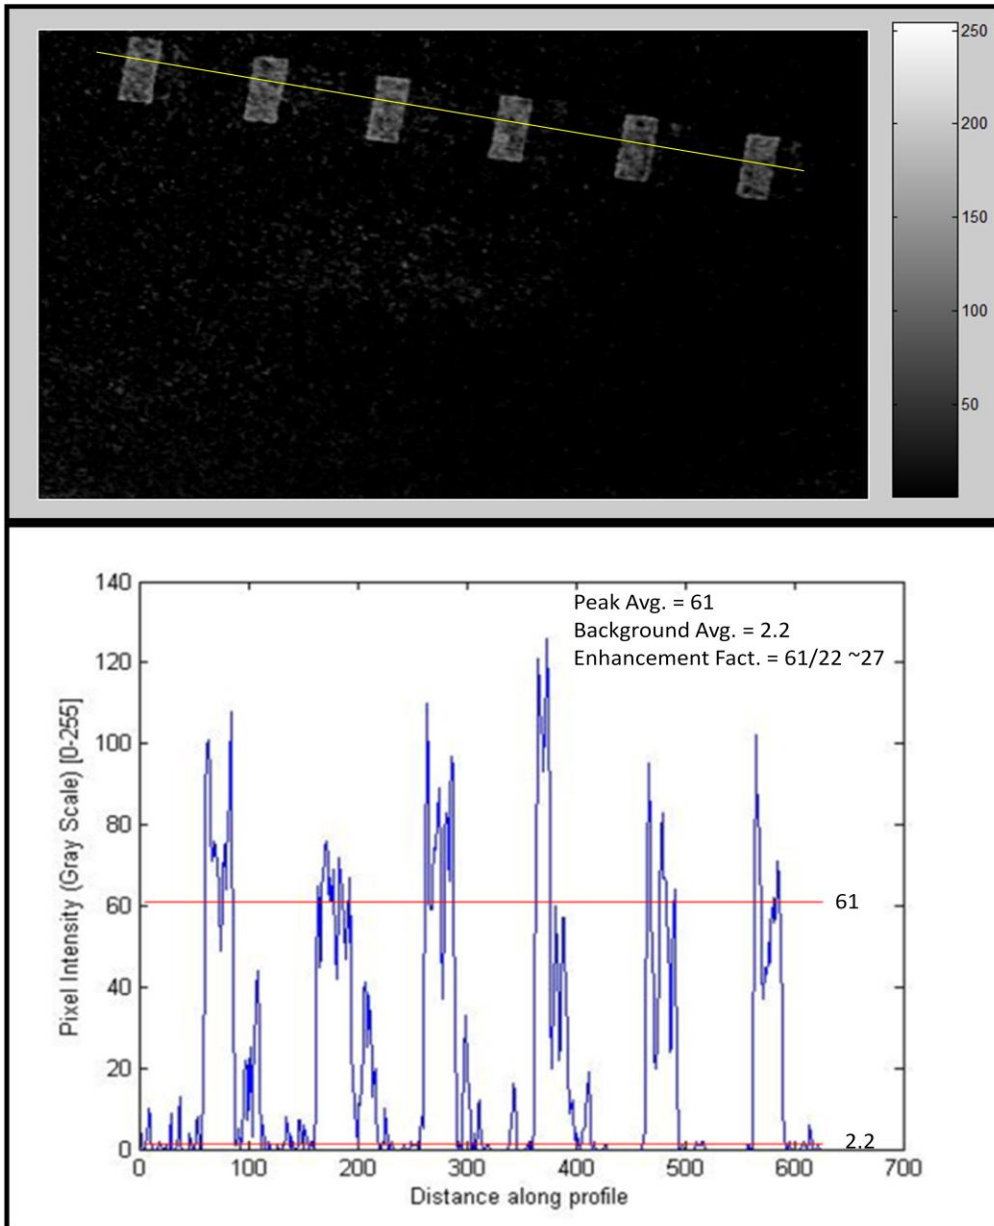 250
200
150
100
50
140
120
100
80
60
40
20
0
Pixel Intensity (Gray Scale) [0-255]
Peak Avg. = 61
Background Avg. = 2.2
Enhancement Fact. = 61/22 ~27
61
2.2
0 100 200 300 400 500 600 700
Distance along profile